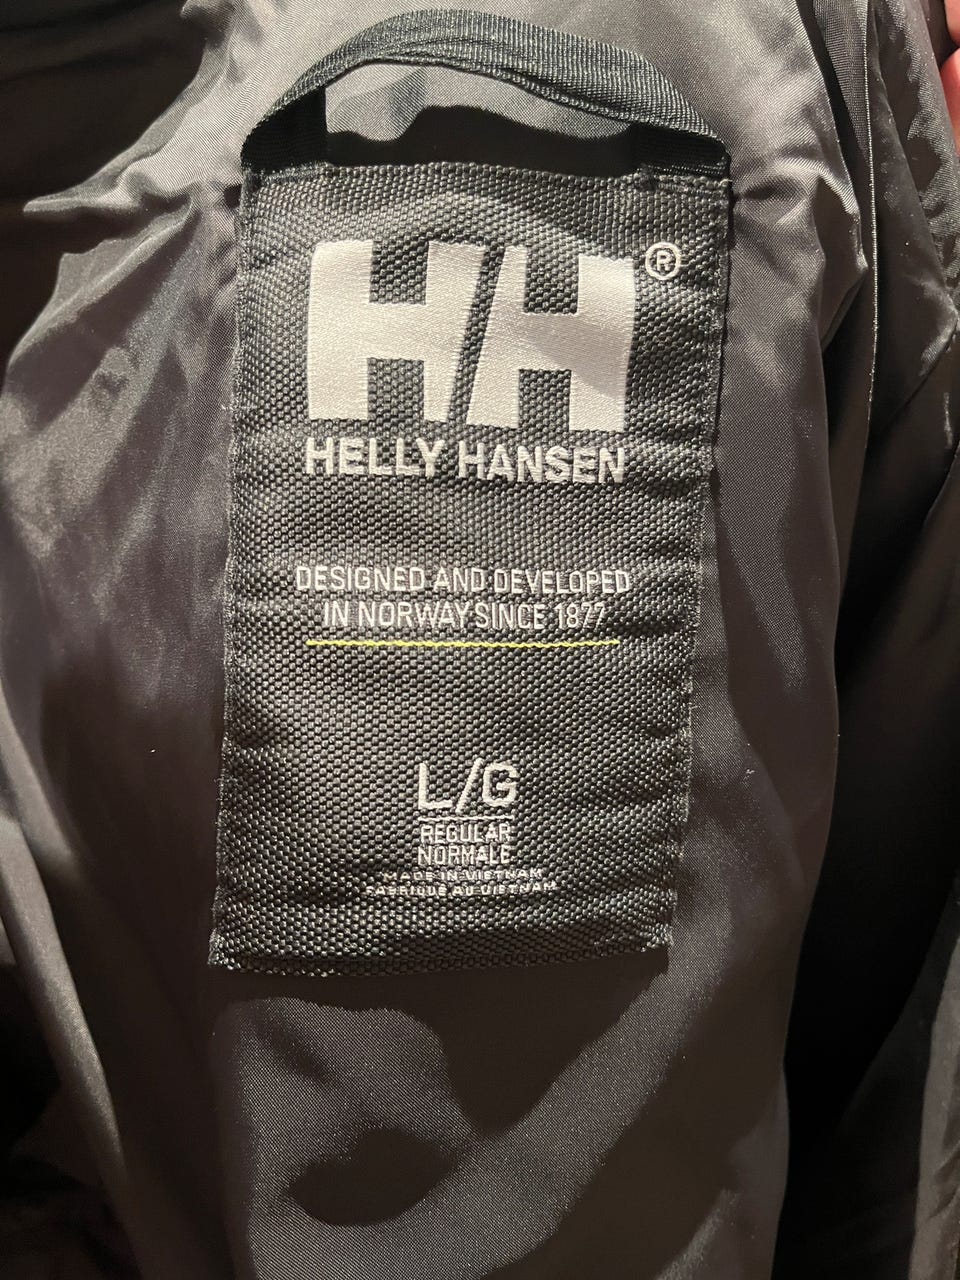 HH®
HELLY HANSEN
DESIGNED AND DEVELOPED
IN NORWAY SINCE 1877
L/G
REGULAR
NORMALE
MADE IN VIETNAM
FABRIQUE AU VIETNAM